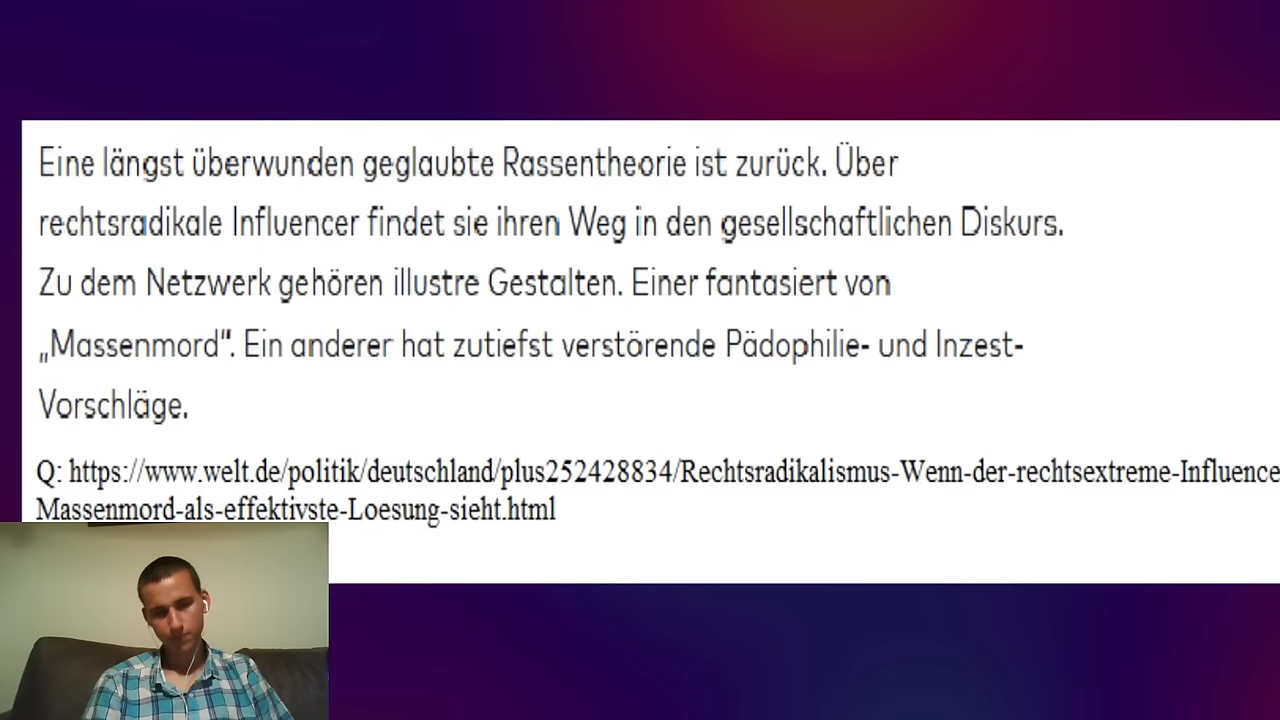 Eine längst überwunden geglaubte Rassentheorie ist zurück. Über
rechtsradikale Influencer findet sie ihren Weg in den gesellschaftlichen Diskurs.
Zu dem Netzwerk gehören illustre Gestalten. Einer fantasiert von
„Massenmord“. Ein anderer hat zutiefst verstörende Pädophilie- und Inzest-
Vorschläge.
Q: https://www.welt.de/politik/deutschland/plus252428834/Rechtsradikalismus-Wenn-der-rechtsextreme-Influence
Massenmord-als-effektivste-Loesung-sieht.html